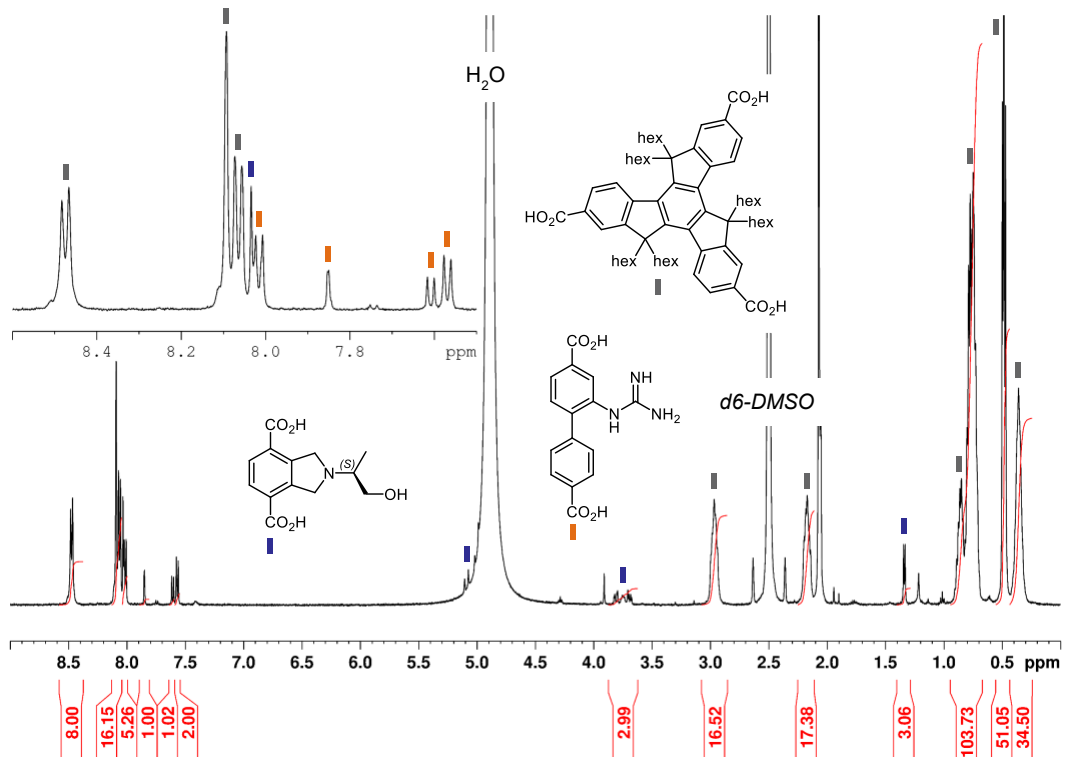 H2O
CO2H
hex
hex
HO2C
hex
hex
hex
hex
CO2H
8.4
8.2
8.0
7.8
ppm
CO2H
NH
N
H
NH2
CO2H
d6-DMSO
CO2H
(S)
N
OH
CO2H
8.5
8.0
7.5
7.0
6.5
6.0
5.5
5.0
4.5
4.0
3.5
3.0
2.5
2.0
1.5
1.0
0.5
ppm
8.00
16.15
5.26
1.00
1.02
2.00
2.99
16.52
17.38
3.06
103.73
51.05
34.50